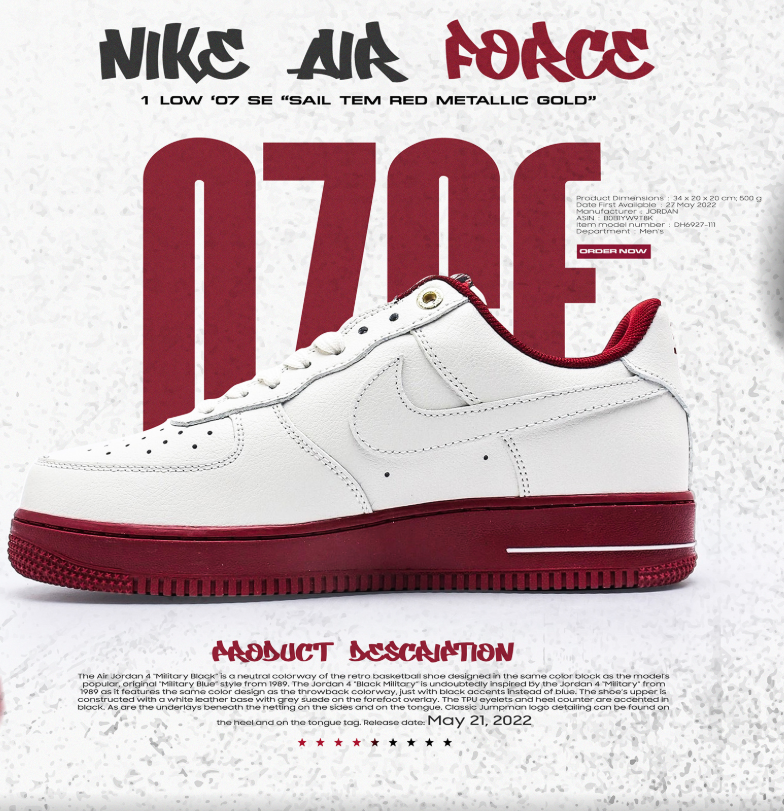 NIKE AIR FORCE
1 LOW ‘07 SE “SAIL TEM RED METALLIC GOLD”
07SE
Product Dimensions : 34 x 20 x 20 cm; 500 g
Date First Available : 27 May 2022
Manufacturer : JORDAN
ASIN : BDB1YW9TBK
Item model number : DH6927-111
Department : Men's
ORDER NOW
PRODUCT DESCRIPTION
The Air Jordan 4 “Military Black” is a neutral colorway of the retro basketball shoe designed in the same color block as the model's
popular, original “Military Blue” style from 1989. The Jordan 4 “Black Military” is undoubtedly inspired by the Jordan 4 “Military” from
1989 as it features the same color design as the throwback colorway, just with black accents instead of blue. The shoe's upper is
constructed with a white leather base with grey suede on the forefoot overlay. The TPU eyelets and heel counter are accented in
black. As are the underlays beneath the netting on the sides and on the tongue. Classic Jumpman logo detailing can be found on
the heel and on the tongue tag. Release date: May 21, 2022